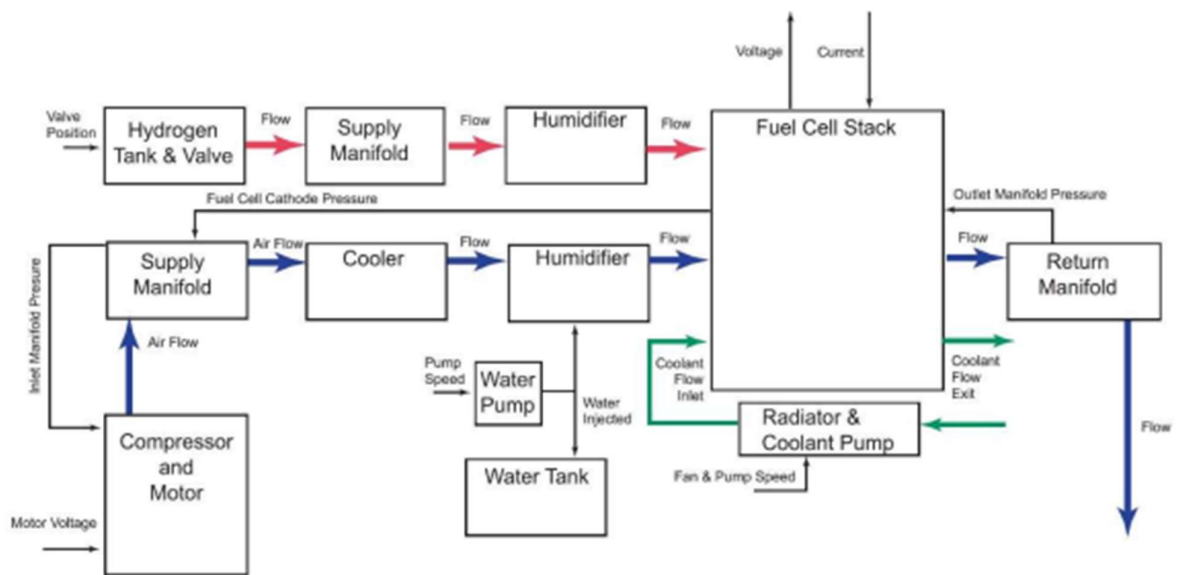 Voltage
Current
Valve
Position
Hydrogen
Tank & Valve
Flow
Supply
Manifold
Flow
Humidifier
Flow
Fuel Cell Stack
Fuel Cell Cathode Pressure
Outlet Manifold Pressure
Inlet Manifold Presure
Supply
Manifold
Air Flow
Cooler
Flow
Humidifier
Flow
Flow
Return
Manifold
Air Flow
Pump
Speed
Water
Pump
Water
Injected
Coolant
Flow
Inlet
Coolant
Flow
Exit
Radiator &
Coolant Pump
Flow
Compressor
and
Motor
Water Tank
Fan & Pump Speed
Motor Voltage